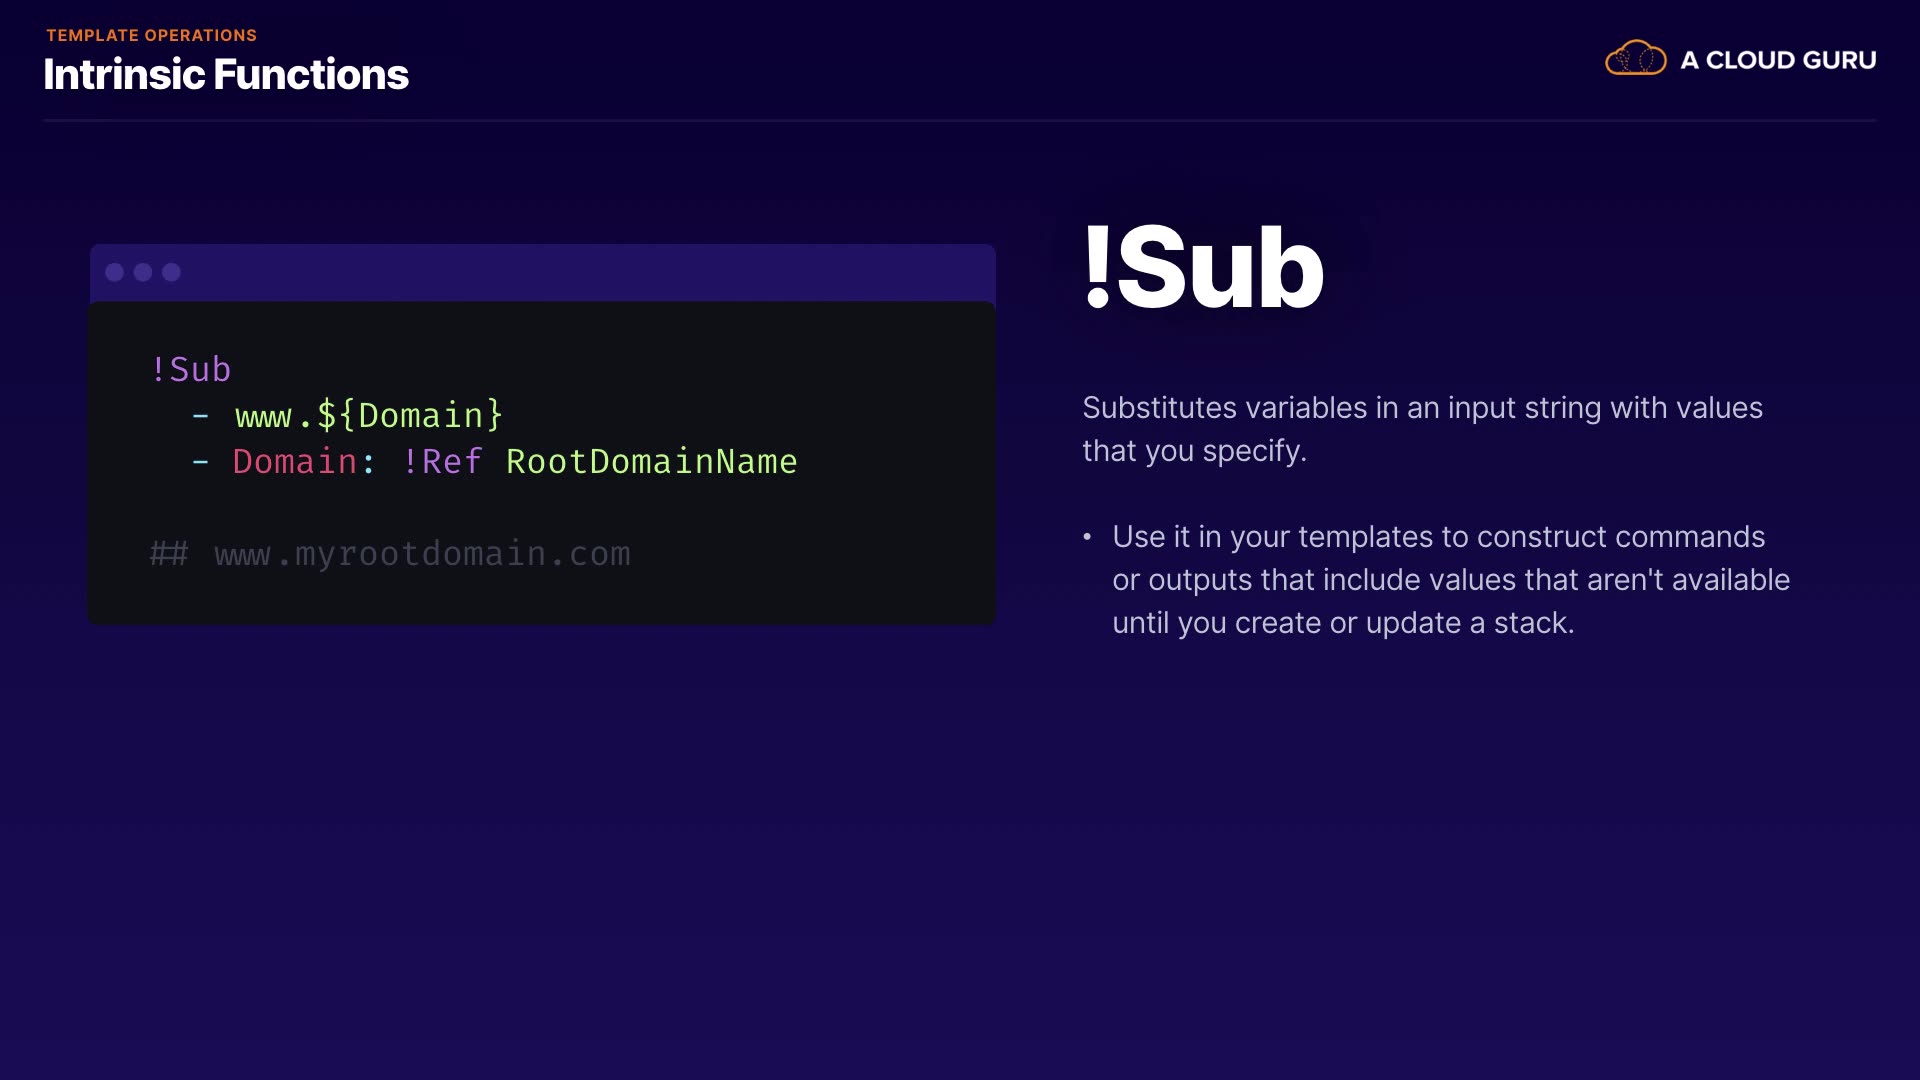 TEMPLATE OPERATIONS
Intrinsic Functions
A CLOUD GURU
!Sub
- www.${Domain}
- Domain: !Ref RootDomainName
## www.myrootdomain.com
!Sub
Substitutes variables in an input string with values
that you specify.
• Use it in your templates to construct commands
or outputs that include values that aren't available
until you create or update a stack.